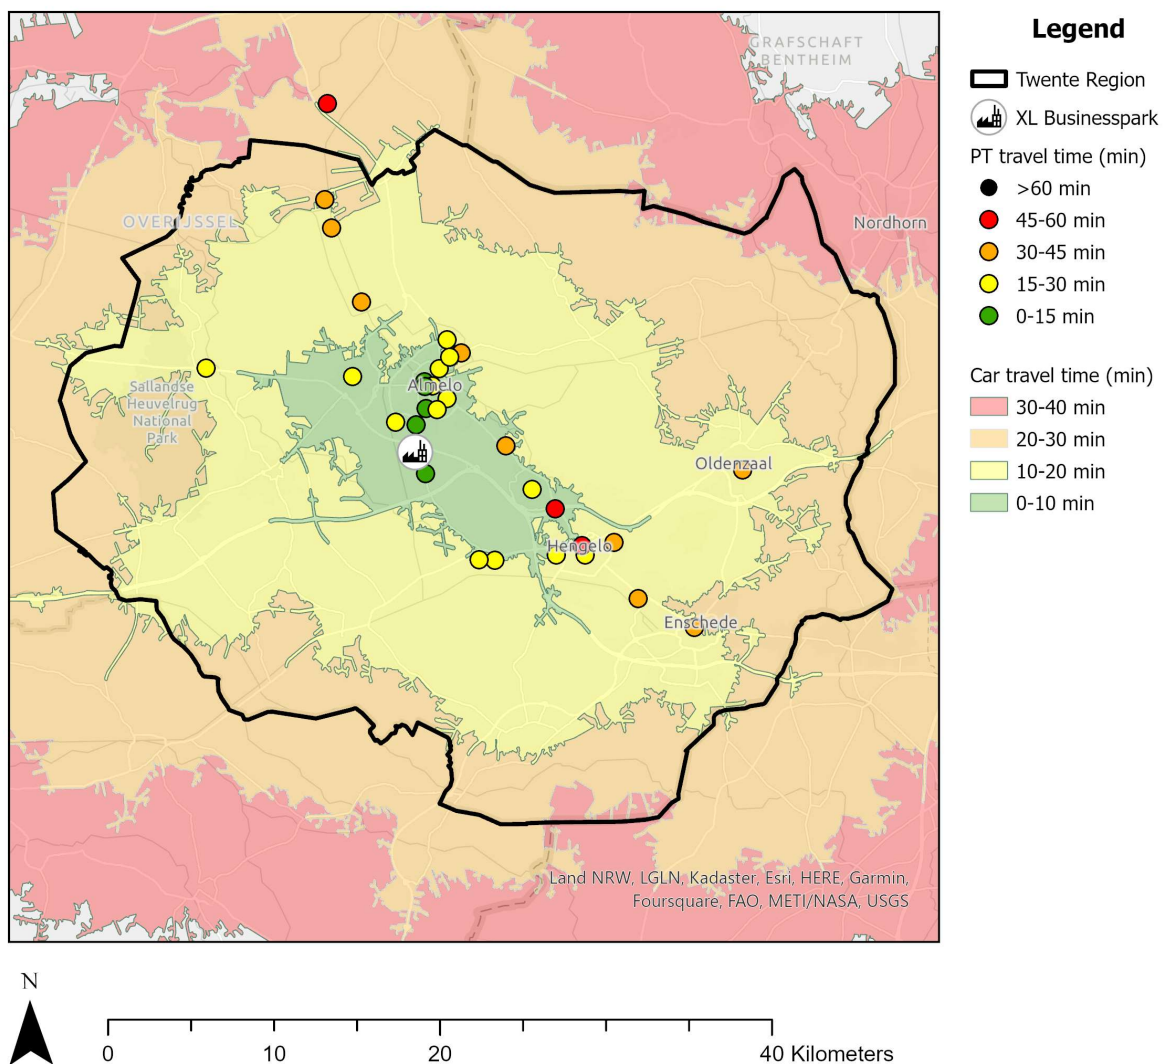 GRAFSCHAFT
BENTHEIM
OVERIJSSEL
Nordhorn
Sallandse
Heuvelrug
National
Park
Almelo
Oldenzaal
Hengelo
Enschede
Land NRW, LGLN, Kadaster, Esri, HERE, Garmin,
Foursquare, FAO, METI/NASA, USGS
Legend
Twente Region
XL Businesspark
PT travel time (min)
>60 min
45-60 min
30-45 min
15-30 min
0-15 min
Car travel time (min)
30-40 min
20-30 min
10-20 min
0-10 min
N
0 10 20 40 Kilometers